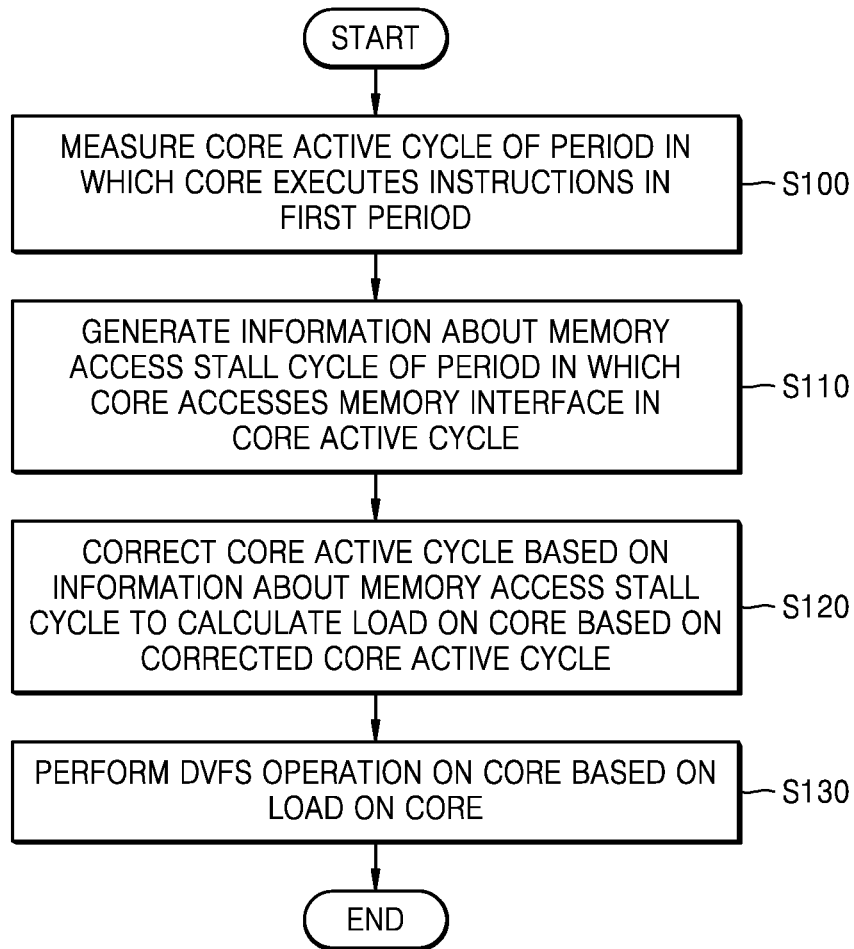 START
MEASURE CORE ACTIVE CYCLE OF PERIOD IN
WHICH CORE EXECUTES INSTRUCTIONS IN
FIRST PERIOD
S100
GENERATE INFORMATION ABOUT MEMORY
ACCESS STALL CYCLE OF PERIOD IN WHICH
CORE ACCESSES MEMORY INTERFACE IN
CORE ACTIVE CYCLE
S110
CORRECT CORE ACTIVE CYCLE BASED ON
INFORMATION ABOUT MEMORY ACCESS STALL
CYCLE TO CALCULATE LOAD ON CORE BASED ON
CORRECTED CORE ACTIVE CYCLE
S120
PERFORM DVFS OPERATION ON CORE BASED ON
LOAD ON CORE
S130
END